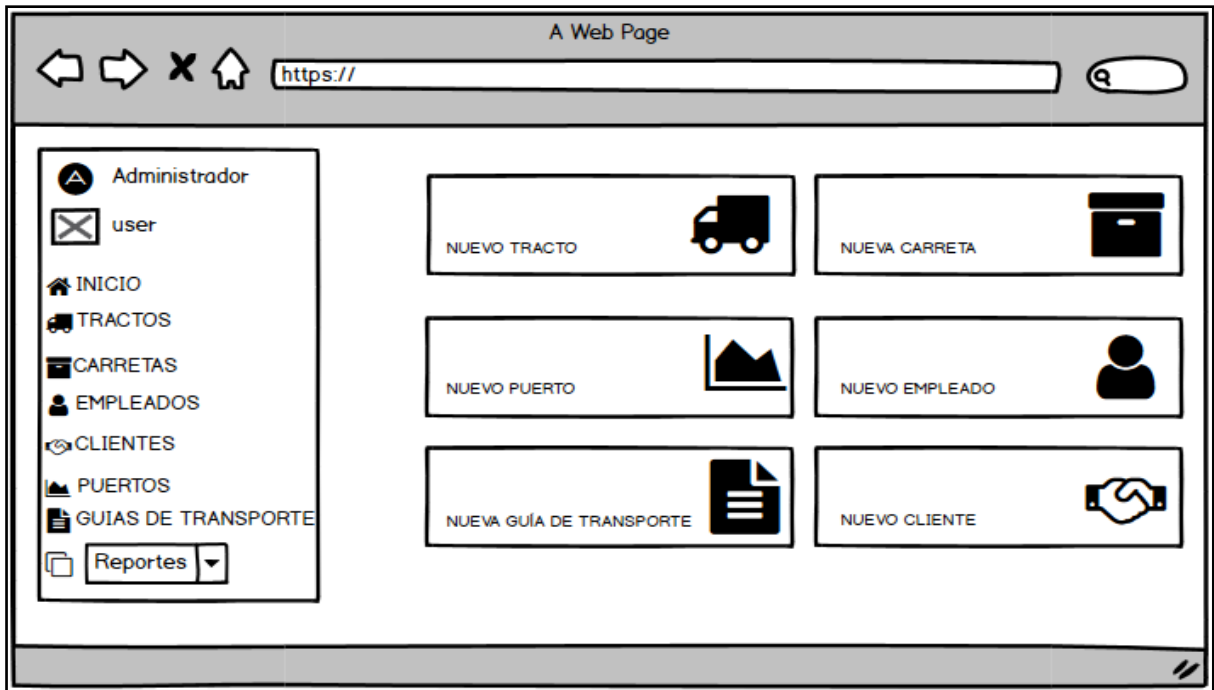 A Web Page
https://
A Administrador
user
INICIO
TRACTOS
CARRETAS
EMPLEADOS
CLIENTES
PUERTOS
GUIAS DE TRANSPORTE
Reportes
NUEVO TRACTO
NUEVA CARRETA
NUEVO PUERTO
NUEVO EMPLEADO
NUEVA GUÍA DE TRANSPORTE
NUEVO CLIENTE